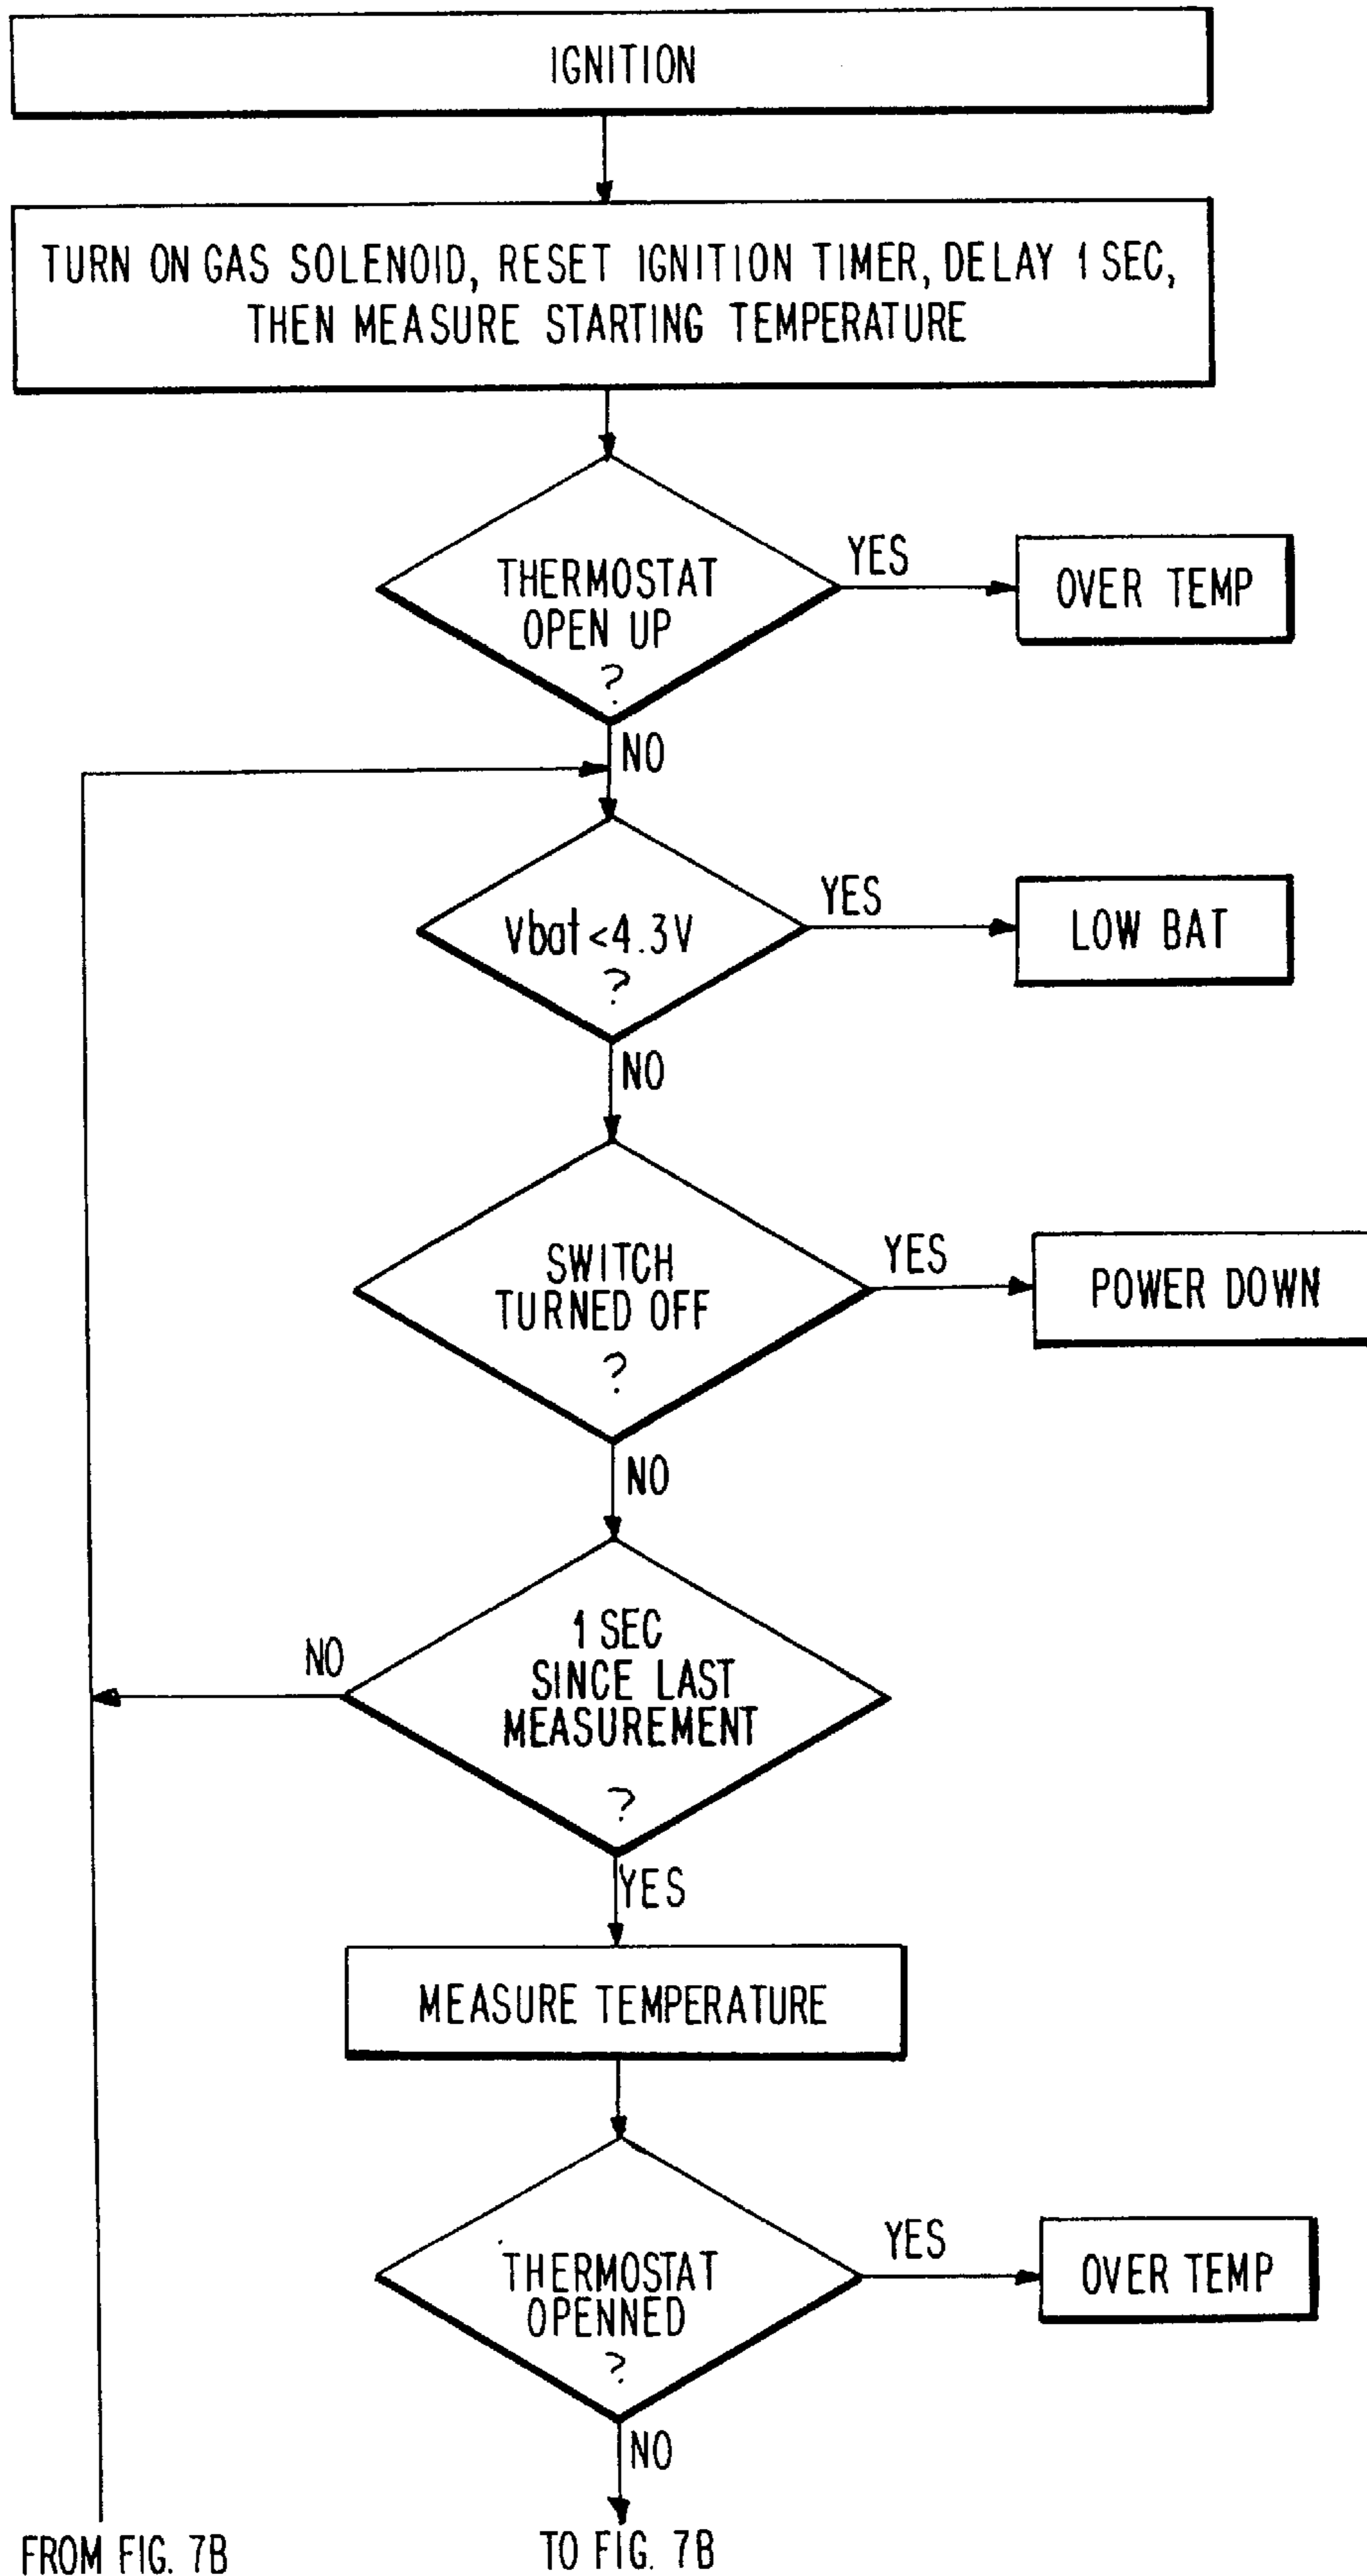 IGNITION
TURN ON GAS SOLENOID, RESET IGNITION TIMER, DELAY 1 SEC,
THEN MEASURE STARTING TEMPERATURE
THERMOSTAT
OPEN UP
?
YES
OVER TEMP
NO
Vbat<4.3V
?
YES
LOW BAT
NO
SWITCH
TURNED OFF
?
YES
POWER DOWN
NO
1 SEC
SINCE LAST
MEASUREMENT
?
NO
YES
MEASURE TEMPERATURE
THERMOSTAT
OPENNED
?
YES
OVER TEMP
NO
FROM FIG. 7B
TO FIG. 7B